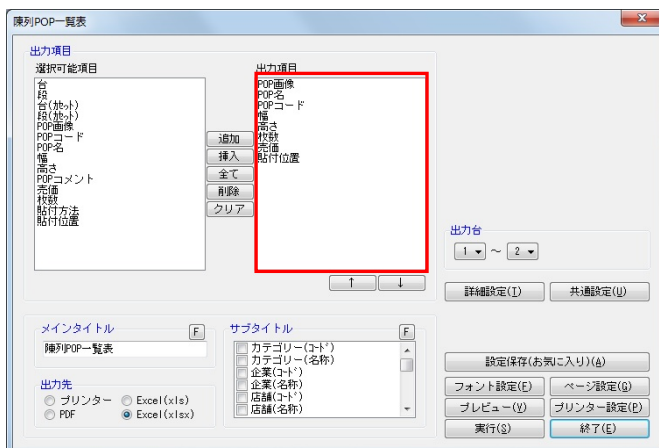 陳列POP一覧表
出力項目
選択可能項目
台
段
台(ｶｾｯﾄ)
段(ｶｾｯﾄ)
POP画像
POPコード
POP名
幅
高さ
POPコメント
売価
枚数
貼付方法
貼付位置
追加
挿入
全て
削除
クリア
出力項目
POP画像
POP名
POPコード
幅
高さ
枚数
売価
貼付位置
↑ ↓
出力台
1 ～ 2
詳細設定(I) 共通設定(U)
メインタイトル F
陳列POP一覧表
出力先
プリンター Excel(xls)
PDF Excel(xlsx)
サブタイトル F
カテゴリー(ｺｰﾄﾞ)
カテゴリー(名称)
企業(ｺｰﾄﾞ)
企業(名称)
店舗(ｺｰﾄﾞ)
店舗(名称)
設定保存(お気に入り)(A)
フォント設定(F) ページ設定(G)
プレビュー(V) プリンター設定(P)
実行(S) 終了(E)